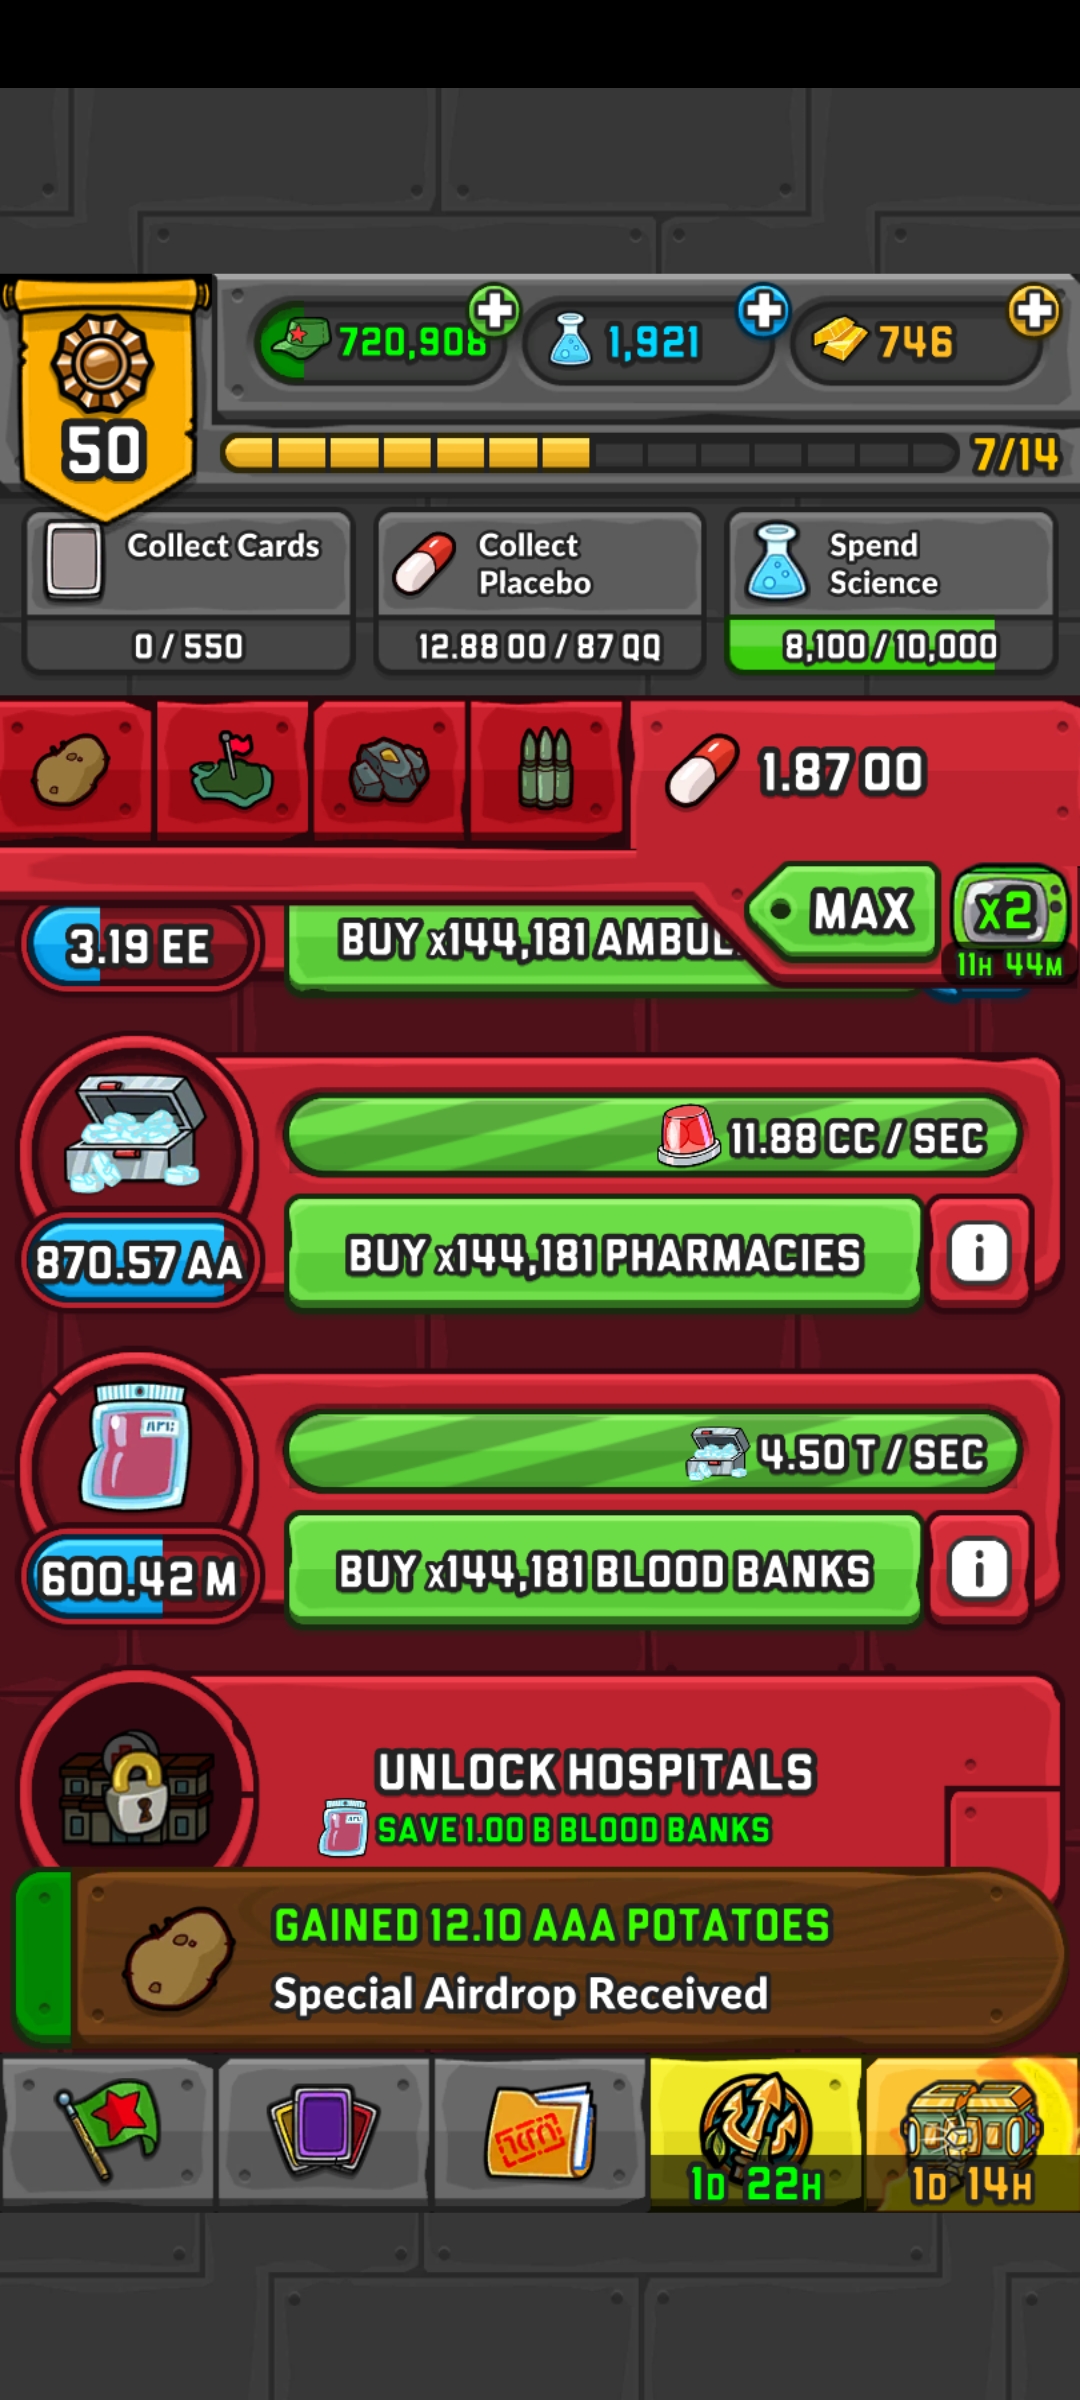 720,908
1,921
746
50
7/14
Collect Cards
0 / 550
Collect
Placebo
12.88 OO / 87 QQ
Spend
Science
8,100 / 10,000
1.87 OO
MAX
x2
11H 44M
3.19 EE
BUY x144,181 AMBUL
11.88 CC / SEC
870.57 AA
BUY x144,181 PHARMACIES
i
4.50 T / SEC
600.42 M
BUY x144,181 BLOOD BANKS
i
UNLOCK HOSPITALS
SAVE 1.00 B BLOOD BANKS
GAINED 12.10 AAA POTATOES
Special Airdrop Received
1D 22H
1D 14H